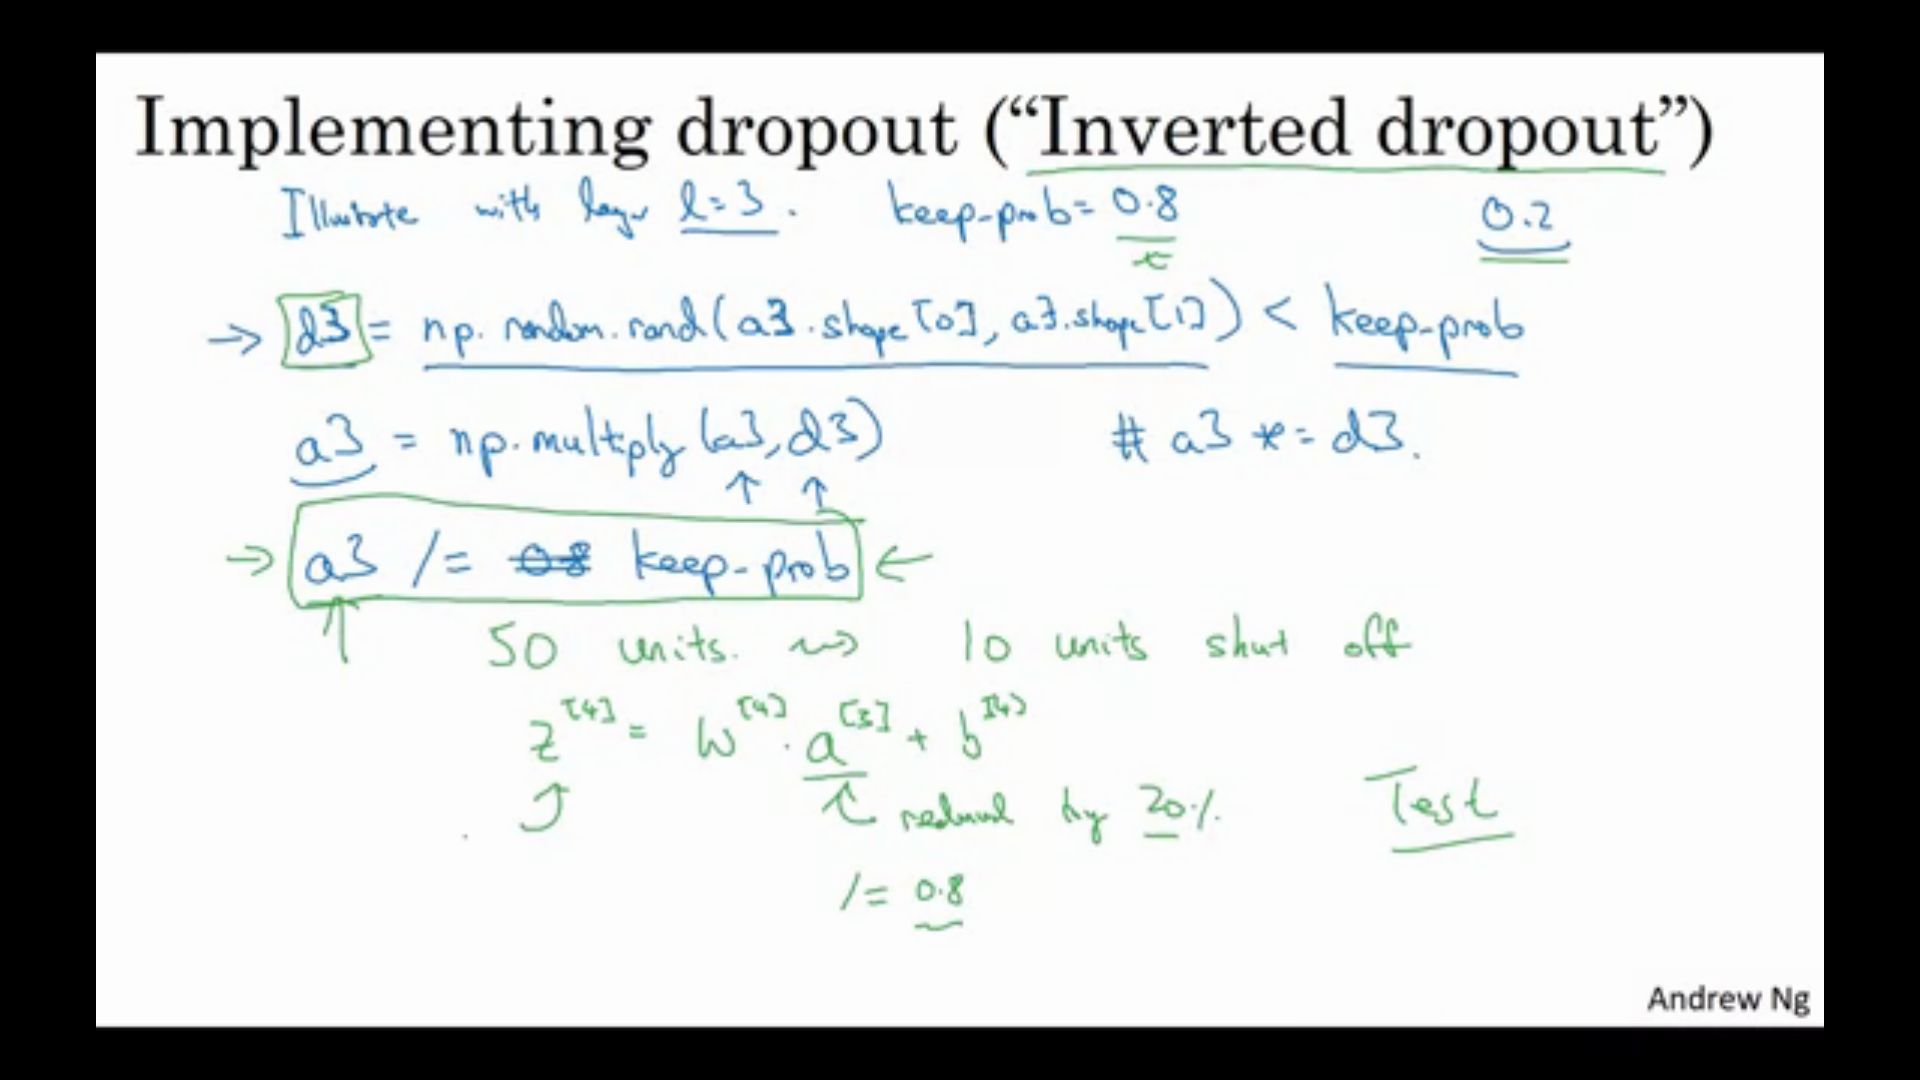 Implementing dropout (“Inverted dropout”)
Illustrate with layer l=3. keep-prob= 0.8 0.2
→ d3 = np.random.rand(a3.shape[0], a3.shape[1]) < keep-prob
a3 = np.multiply(a3,d3) # a3 *= d3.
↑ ↑
→ a3 /= 0.8 keep-prob ←
50 units. ⇝ 10 units shut off
z^[4] = W^[4] . a^[3] + b^[4]
reduced by 20% Test
/= 0.8
Andrew Ng